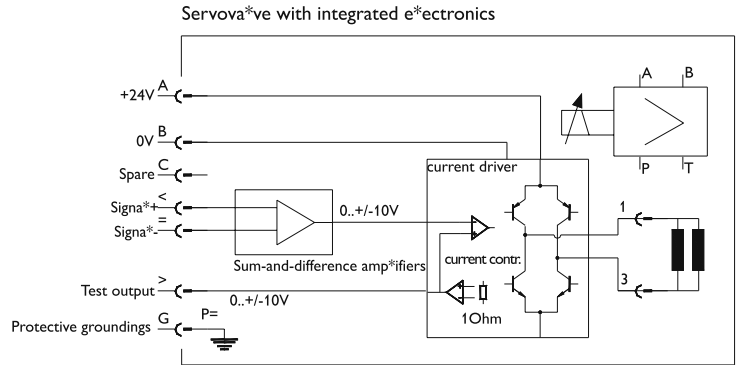 Servova*ve with integrated e*ectronics
A
+24V
A
B
B
0V
C
Spare
current driver
P
T
<
Signa*+
0..+/-10V
1
=
Signa*-
current contr.
Sum-and-difference amp*ifiers
>
Test output
0..+/-10V
3
1Ohm
G
P=
Protective groundings